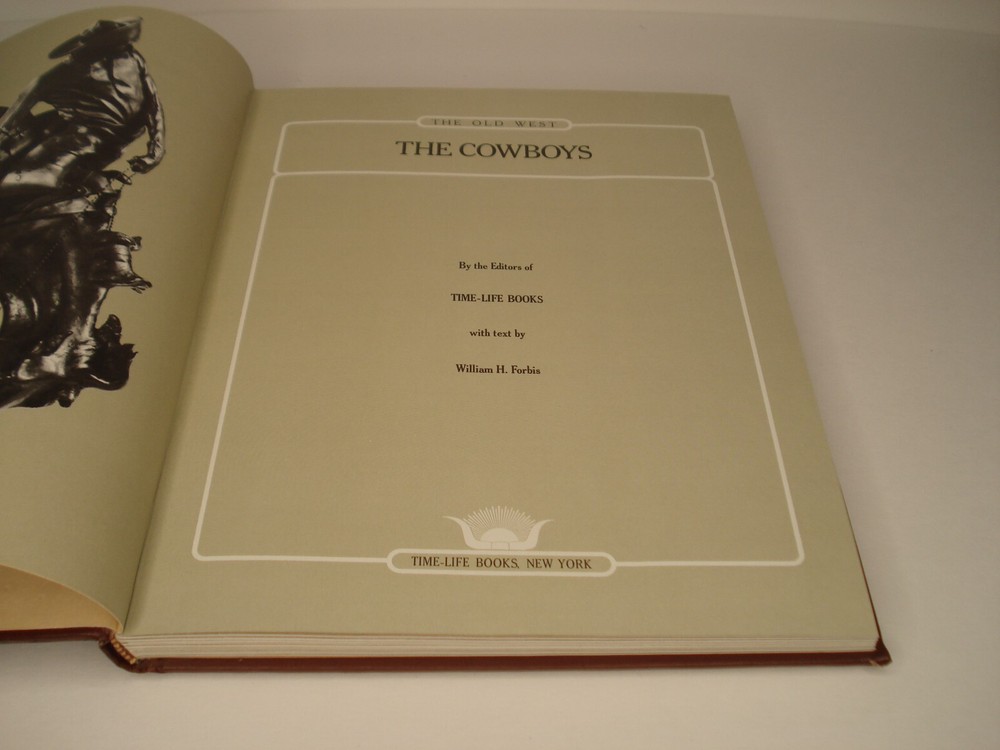 THE OLD WEST
THE COWBOYS
By the Editors of
TIME-LIFE BOOKS
with text by
William H. Forbis
TIME-LIFE BOOKS, NEW YORK